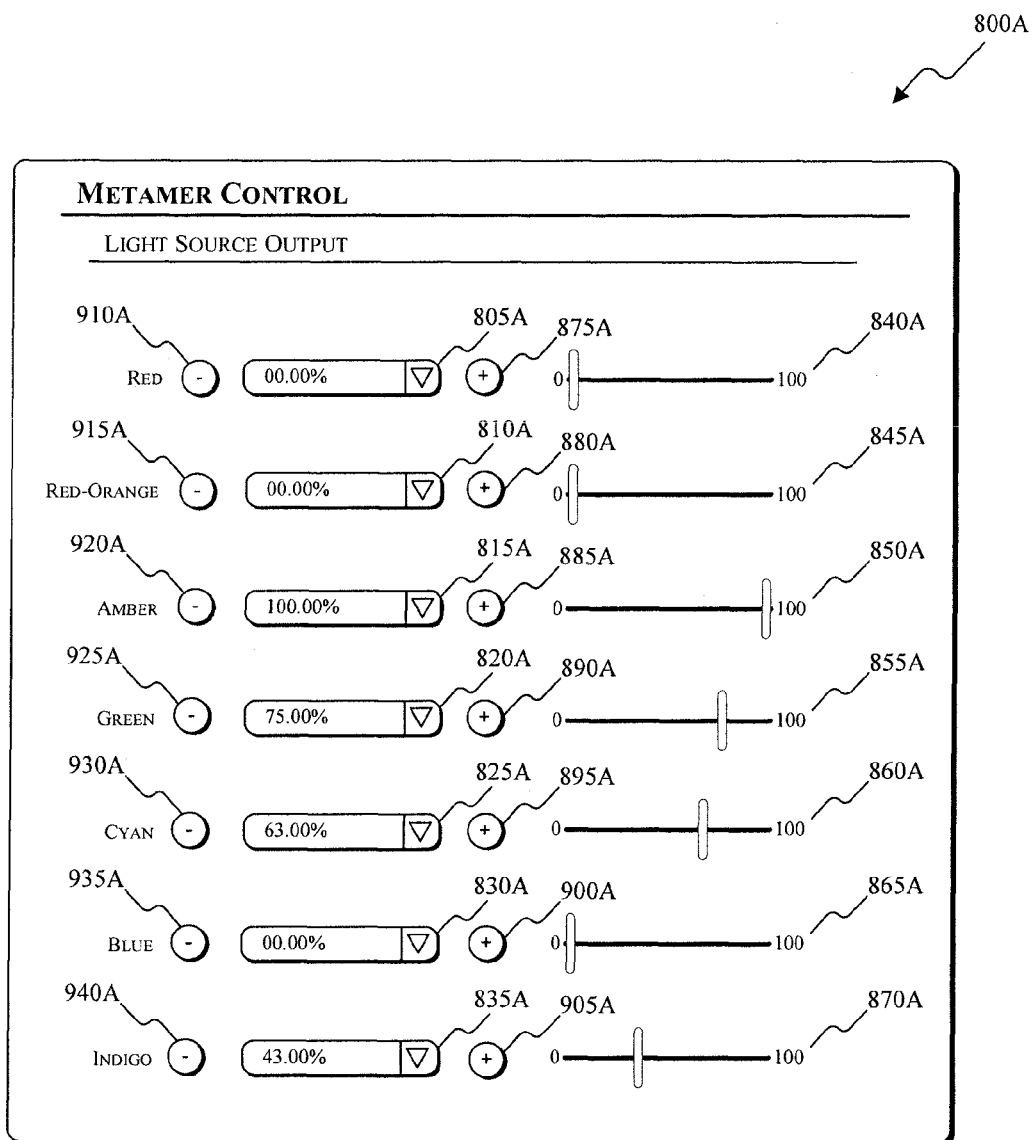 800A
METAMER CONTROL
LIGHT SOURCE OUTPUT
910A 805A 875A 840A
RED - 00.00% + 0 100
915A 810A 880A 845A
RED-ORANGE - 00.00% + 0 100
920A 815A 885A 850A
AMBER - 100.00% + 0 100
925A 820A 890A 855A
GREEN - 75.00% + 0 100
930A 825A 895A 860A
CYAN - 63.00% + 0 100
935A 830A 900A 865A
BLUE - 00.00% + 0 100
940A 835A 905A 870A
INDIGO - 43.00% + 0 100